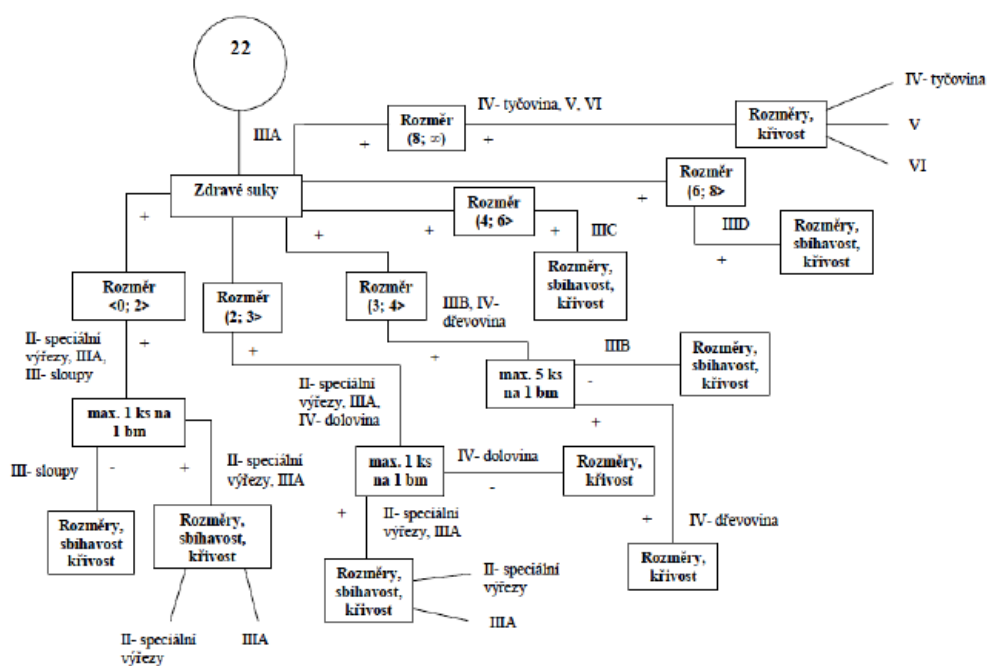 22
IIIA
Zdravé suky
+
Rozměr
(8; ∞)
+
IV- tyčovina, V, VI
Rozměry,
křivost
IV- tyčovina
V
VI
+
Rozměr
(6; 8>
IIID
+
Rozměry,
sbíhavost,
křivost
+
Rozměr
(4; 6>
+
IIIC
Rozměry,
sbíhavost,
křivost
+
+
Rozměr
<0; 2>
II- speciální
výřezy, IIIA,
III- sloupy
+
max. 1 ks na
1 bm
III- sloupy
-
+
II- speciální
výřezy, IIIA
Rozměry,
sbíhavost
křivost
Rozměry,
sbíhavost,
křivost
II- speciální
výřezy
IIIA
Rozměr
(2; 3>
+
II- speciální
výřezy, IIIA,
IV- dolovina
max. 1 ks
na 1 bm
IV- dolovina
-
Rozměry,
křivost
+
II- speciální
výřezy, IIIA
Rozměry,
sbíhavost,
křivost
II- speciální
výřezy
IIIA
Rozměr
(3; 4>
IIIB, IV-
dřevovina
+
max. 5 ks
na 1 bm
IIIB
-
Rozměry,
sbíhavost,
křivost
+
+
IV- dřevovina
Rozměry,
křivost